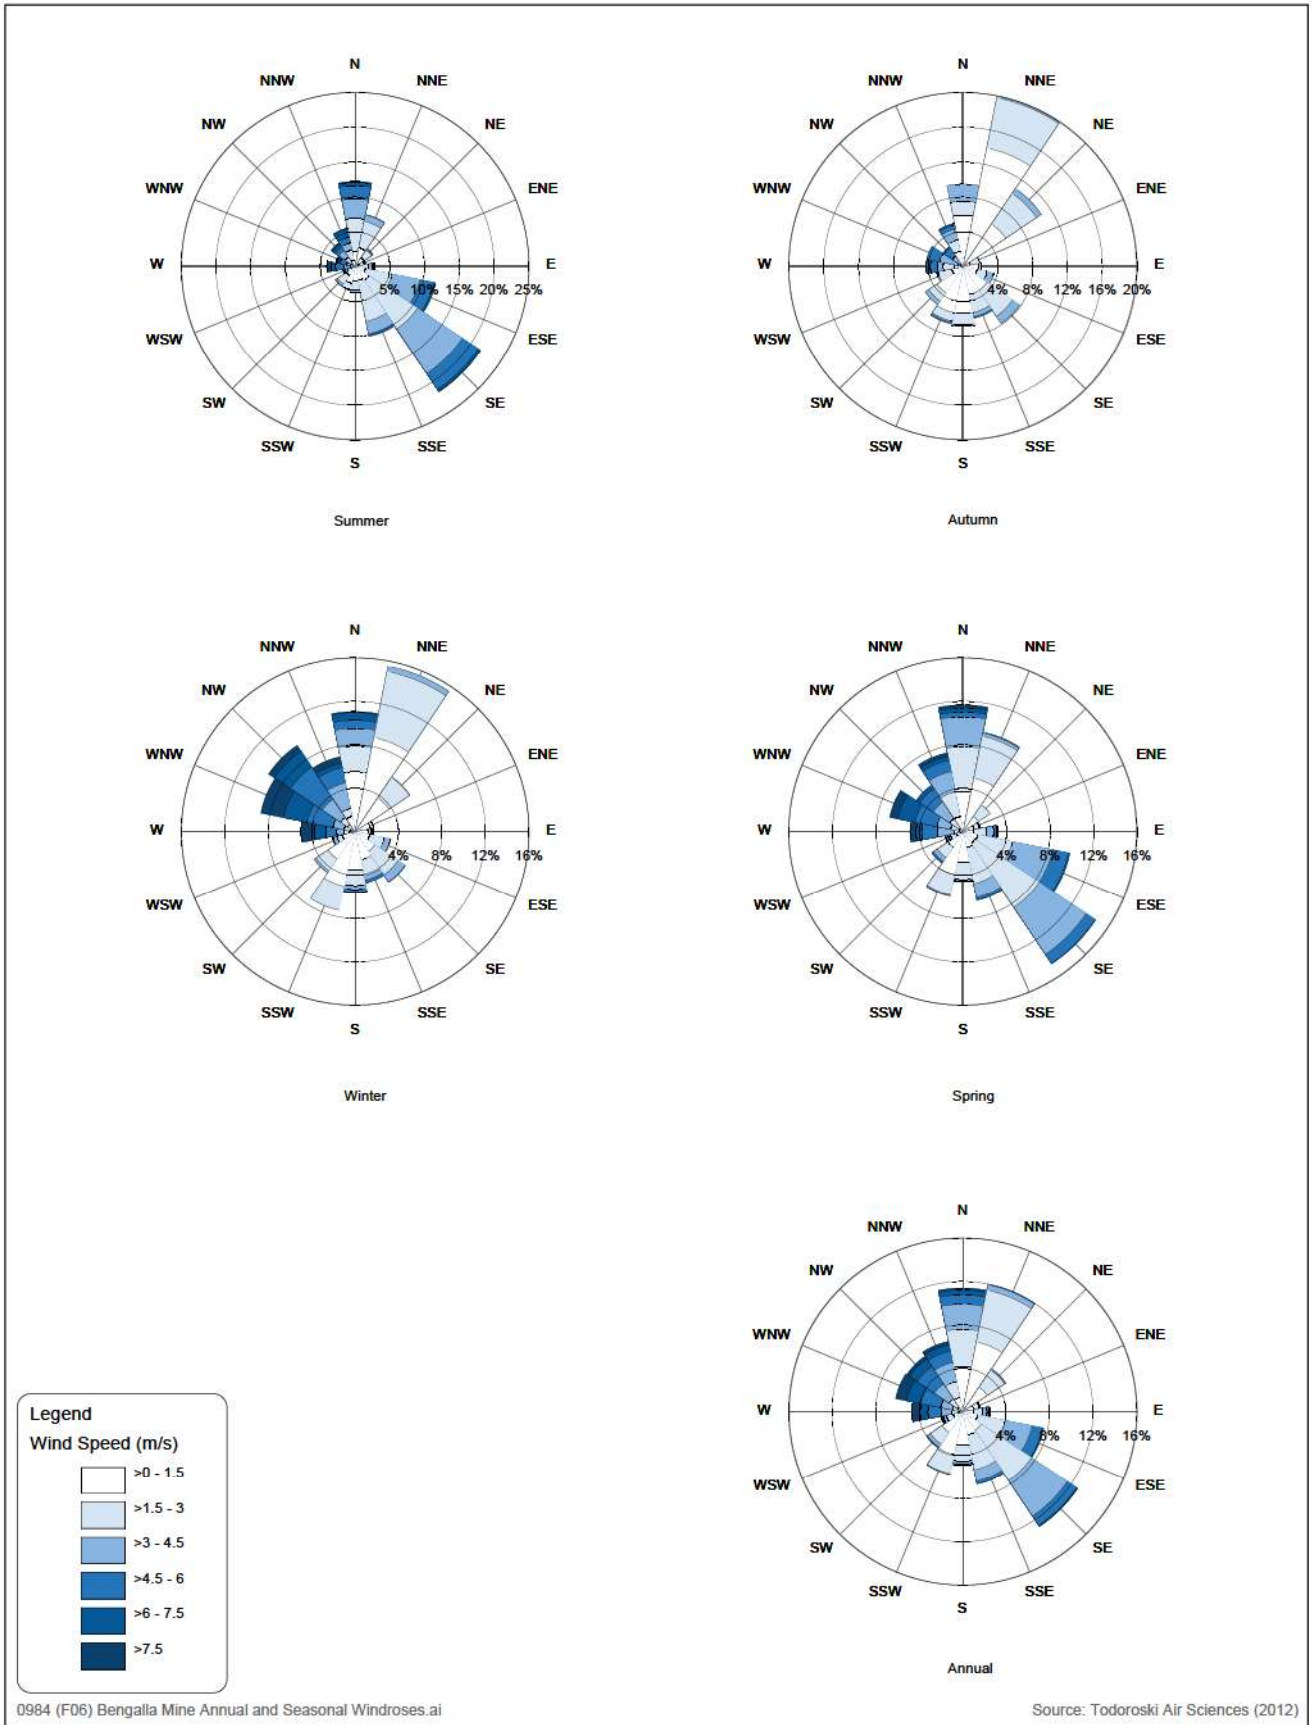 N
NNW NNE
NW NE
WNW ENE
W E
5% 10% 15% 20% 25%
WSW ESE
SW SE
SSW SSE
S
Summer
N
NNW NNE
NW NE
WNW ENE
W E
4% 8% 12% 16% 20%
WSW ESE
SW SE
SSW SSE
S
Autumn
N
NNW NNE
NW NE
WNW ENE
W E
4% 8% 12% 16%
WSW ESE
SW SE
SSW SSE
S
Winter
N
NNW NNE
NW NE
WNW ENE
W E
4% 8% 12% 16%
WSW ESE
SW SE
SSW SSE
S
Spring
N
NNW NNE
NW NE
WNW ENE
W E
4% 8% 12% 16%
WSW ESE
SW SE
SSW SSE
S
Annual
Legend
Wind Speed (m/s)
>0 - 1.5
>1.5 - 3
>3 - 4.5
>4.5 - 6
>6 - 7.5
>7.5
0984 (F06) Bengalla Mine Annual and Seasonal Windroses.ai
Source: Todoroski Air Sciences (2012)